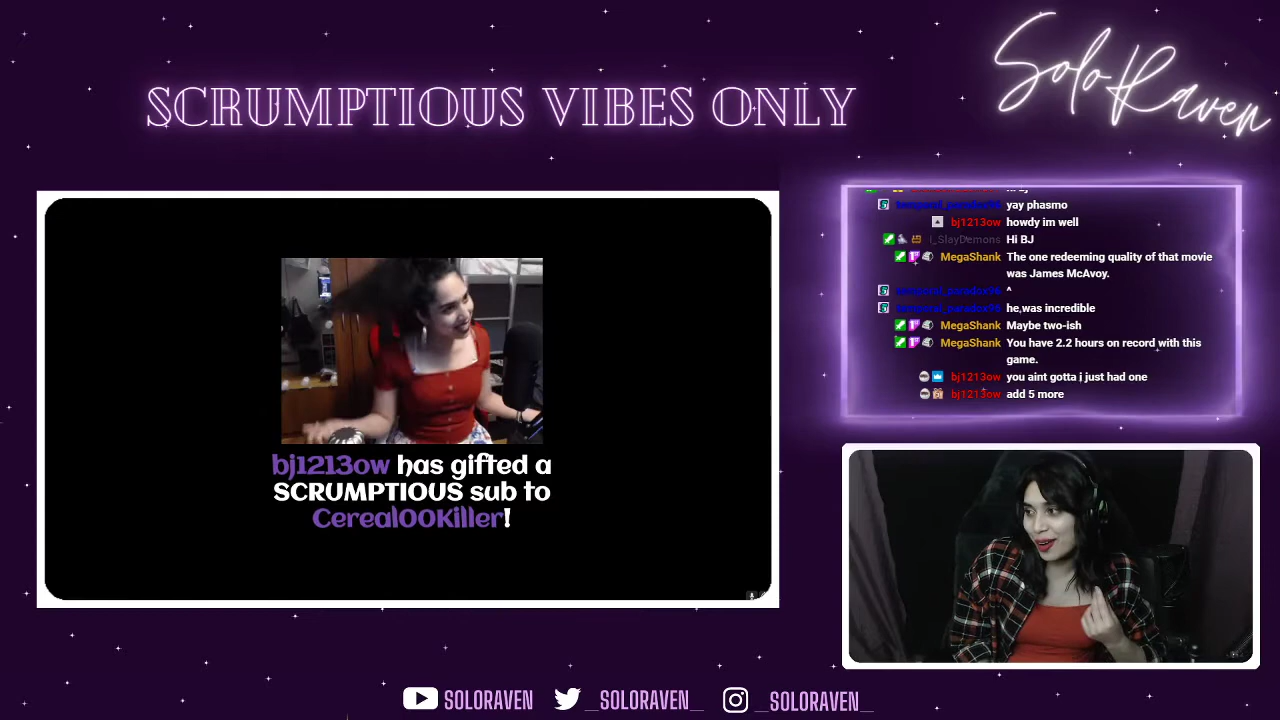 SCRUMPTIOUS VIBES ONLY
Solo Raven
yay phasmo
bj1213ow howdy im well
i_SlayDemons Hi BJ
MegaShank The one redeeming quality of that movie
was James McAvoy.
^
he,was incredible
MegaShank Maybe two-ish
MegaShank You have 2.2 hours on record with this
game.
bj1213ow you aint gotta i just had one
bj1213ow add 5 more
bj1213ow has gifted a
SCRUMPTIOUS sub to
Cereal00Killer!
SOLORAVEN _SOLORAVEN_ _SOLORAVEN_